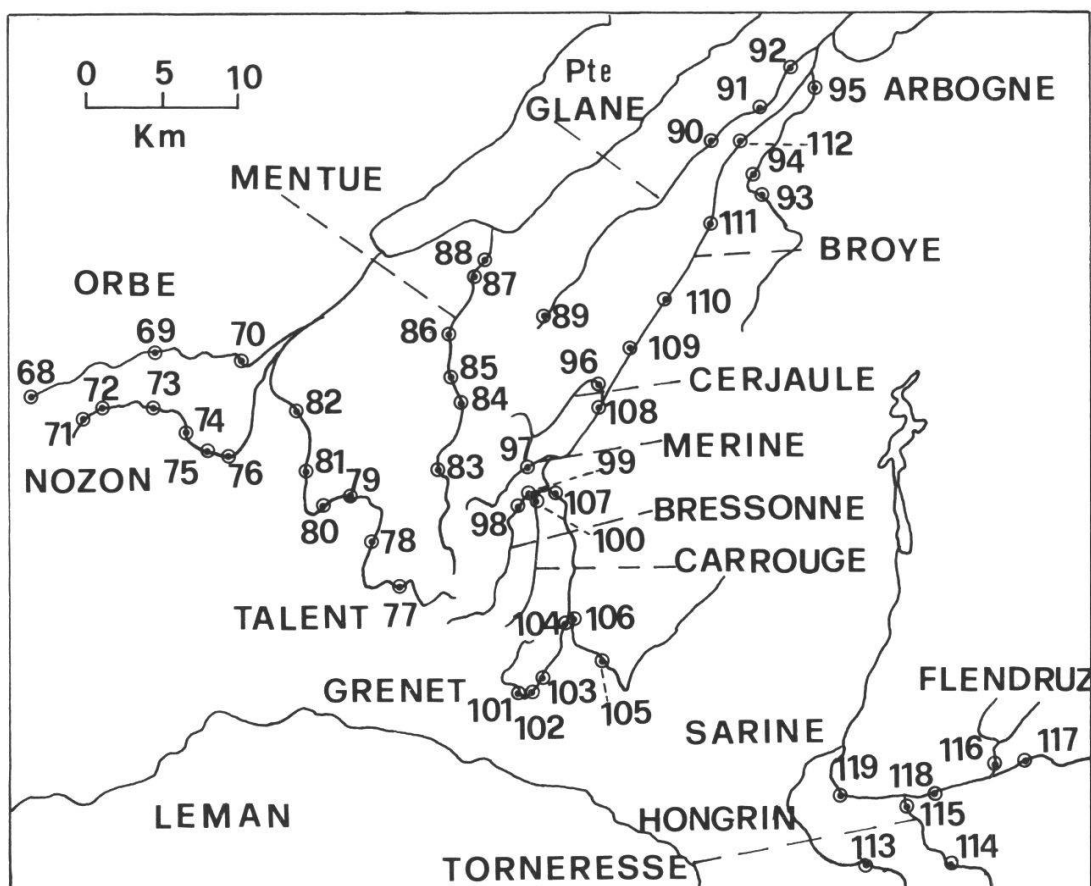 0 5 10
Km
Pte
GLANE
92
91
95 ARBOGNE
90
112
94
93
MENTUE
111
BROYE
88
87
ORBE
110
89
86
69
70
109
68
72
73
85
96
CERJAULE
84
108
71
74
82
MERINE
75
76
NOZON
97
99
81
79
83
107
BRESSONNE
98
80
100
78
CARROUGE
TALENT 77
104
106
GRENET
101
103
102
105
FLENDRUZ
SARINE
116
117
119
118
LEMAN
HONGRIN
115
TORNERESSE
113
114